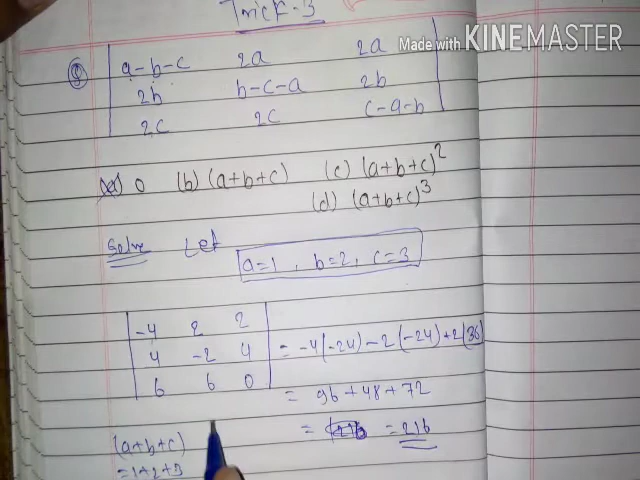 Trick-3
Made with KINEMASTER
⑧ | a-b-c 2a 2a |
| 2b b-c-a 2b |
| 2c 2c c-a-b |
(a) 0 (b) (a+b+c) (c) (a+b+c)²
(d) (a+b+c)³
Solve Let
a=1 , b=2, c=3
| -4 2 2 | = -4(-24) -2(-24)+2(36)
| 4 -2 4 |
| 6 6 0 | = 96+48+72
= = 216
(a+b+c)
=1+2+3